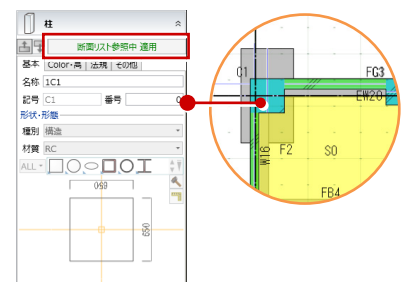 柱
断面リスト参照中 適用
基本 Color・高 法規 その他
名称 1C1
記号 C1 番号 0
形状・形態
種別 構造
材質 RC
ALL
650
650
C1
FG3
EW20
W18
F2
S0
FB4